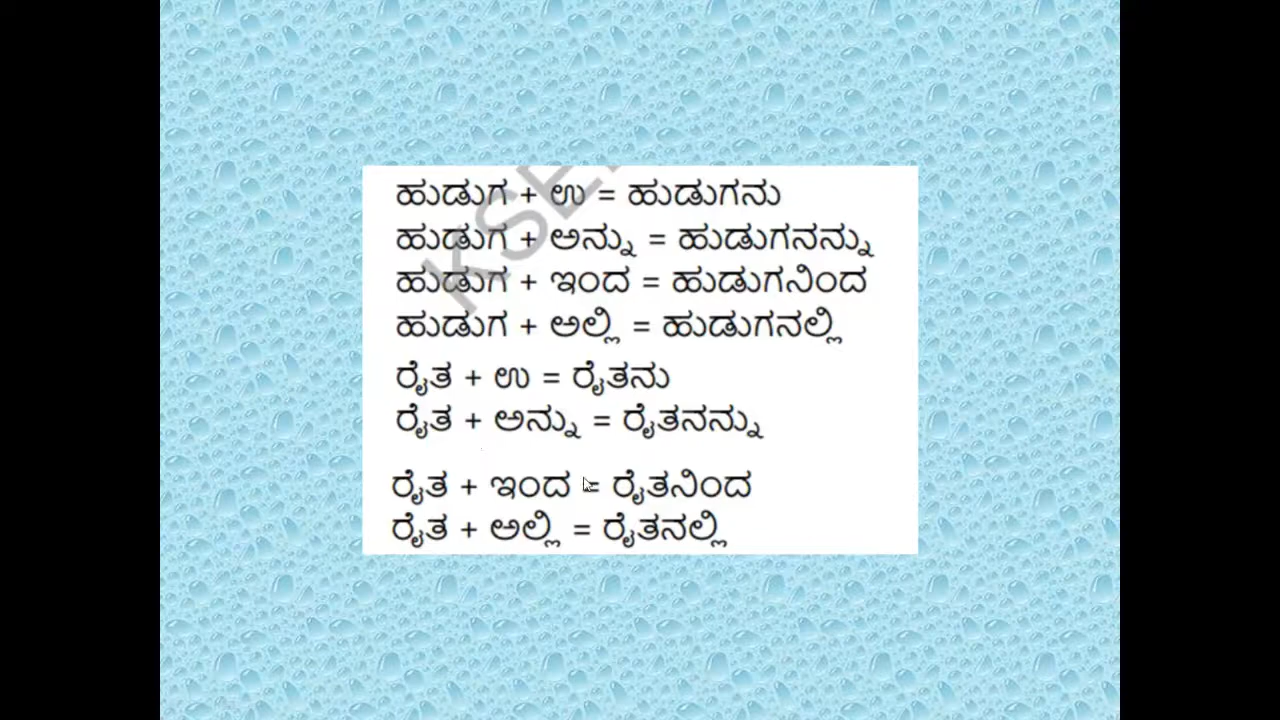 ಹುಡುಗ + ಉ = ಹುಡುಗನು
ಹುಡುಗ + ಅನ್ನು = ಹುಡುಗನನ್ನು
ಹುಡುಗ + ಇಂದ = ಹುಡುಗನಿಂದ
ಹುಡುಗ + ಅಲ್ಲಿ = ಹುಡುಗನಲ್ಲಿ
ರೈತ + ಉ = ರೈತನು
ರೈತ + ಅನ್ನು = ರೈತನನ್ನು
ರೈತ + ಇಂದ = ರೈತನಿಂದ
ರೈತ + ಅಲ್ಲಿ = ರೈತನಲ್ಲಿ